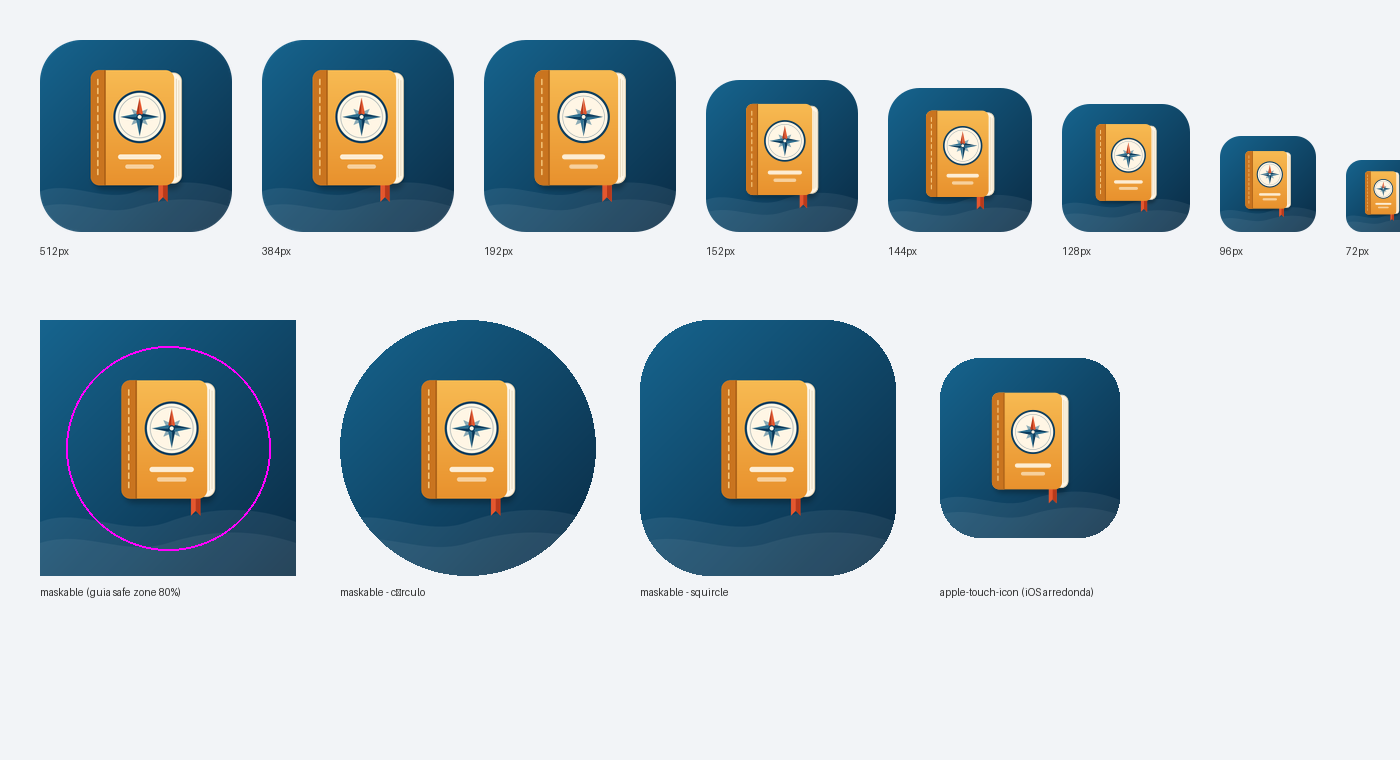 512px
384px
192px
152px
144px
128px
96px
72px
maskable (guia safe zone 80%)
maskable - c▯rculo
maskable - squircle
apple-touch-icon (iOS arredonda)